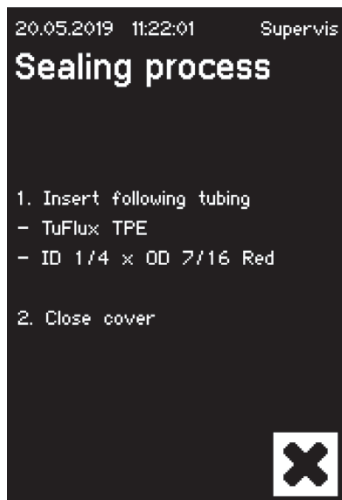 20.05.2019 11:22:01 Supervis
Sealing process
1. Insert following tubing
- TuFlux TPE
- ID 1/4 x OD 7/16 Red
2. Close cover